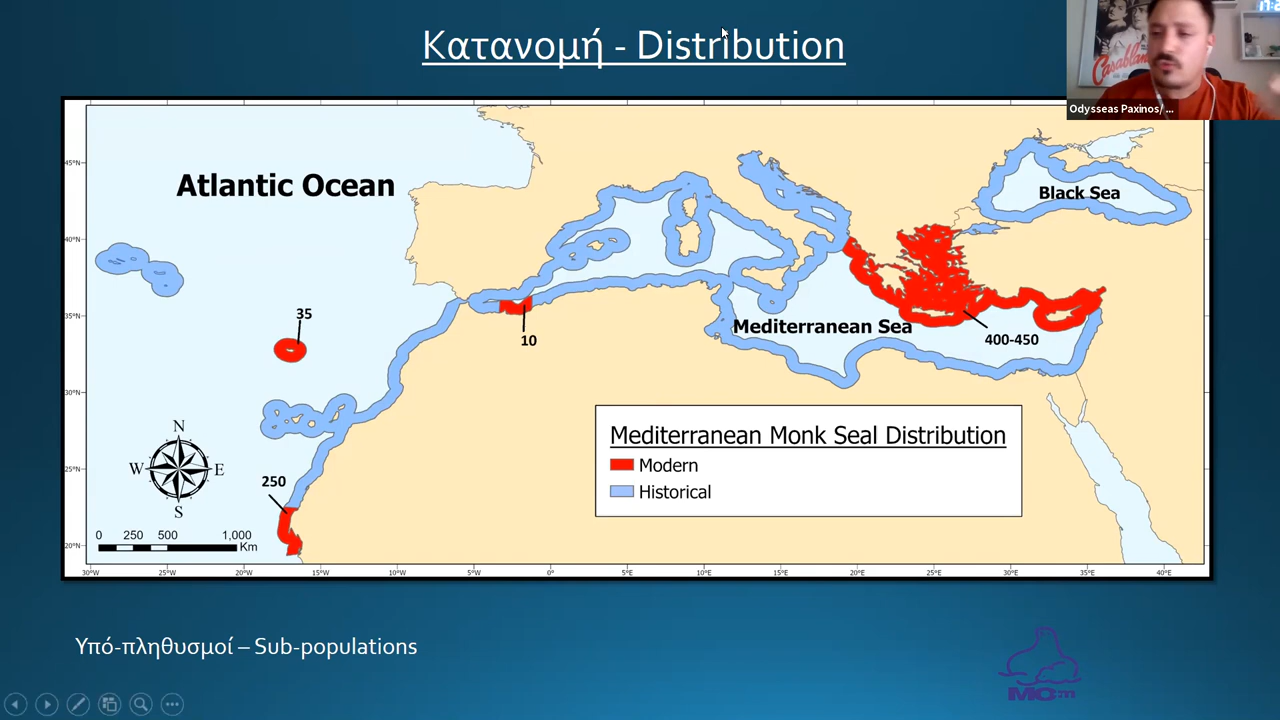 Κατανομή - Distribution
Casablanca
Odysseas Paxinos/ ...
45°N
40°N
35°N
30°N
25°N
20°N
Atlantic Ocean
Black Sea
Mediterranean Sea
35
10
400-450
250
N
W E
S
0 250 500 1,000
Km
Mediterranean Monk Seal Distribution
Modern
Historical
30°W 25°W 20°W 15°W 10°W 5°W 0° 5°E 10°E 15°E 20°E 25°E 30°E 35°E 40°E
Υπό-πληθυσμοί – Sub-populations